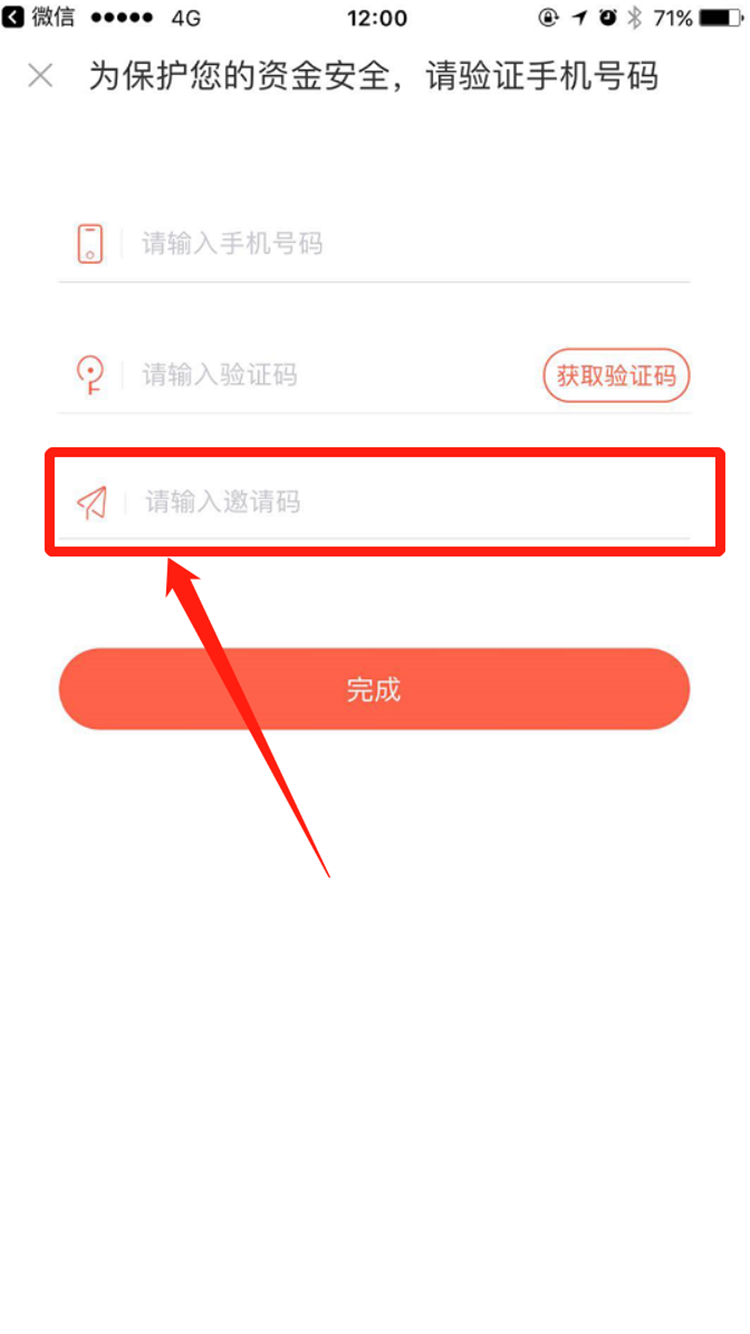 微信 4G 12:00 71%
为保护您的资金安全，请验证手机号码
请输入手机号码
请输入验证码 获取验证码
请输入邀请码
完成